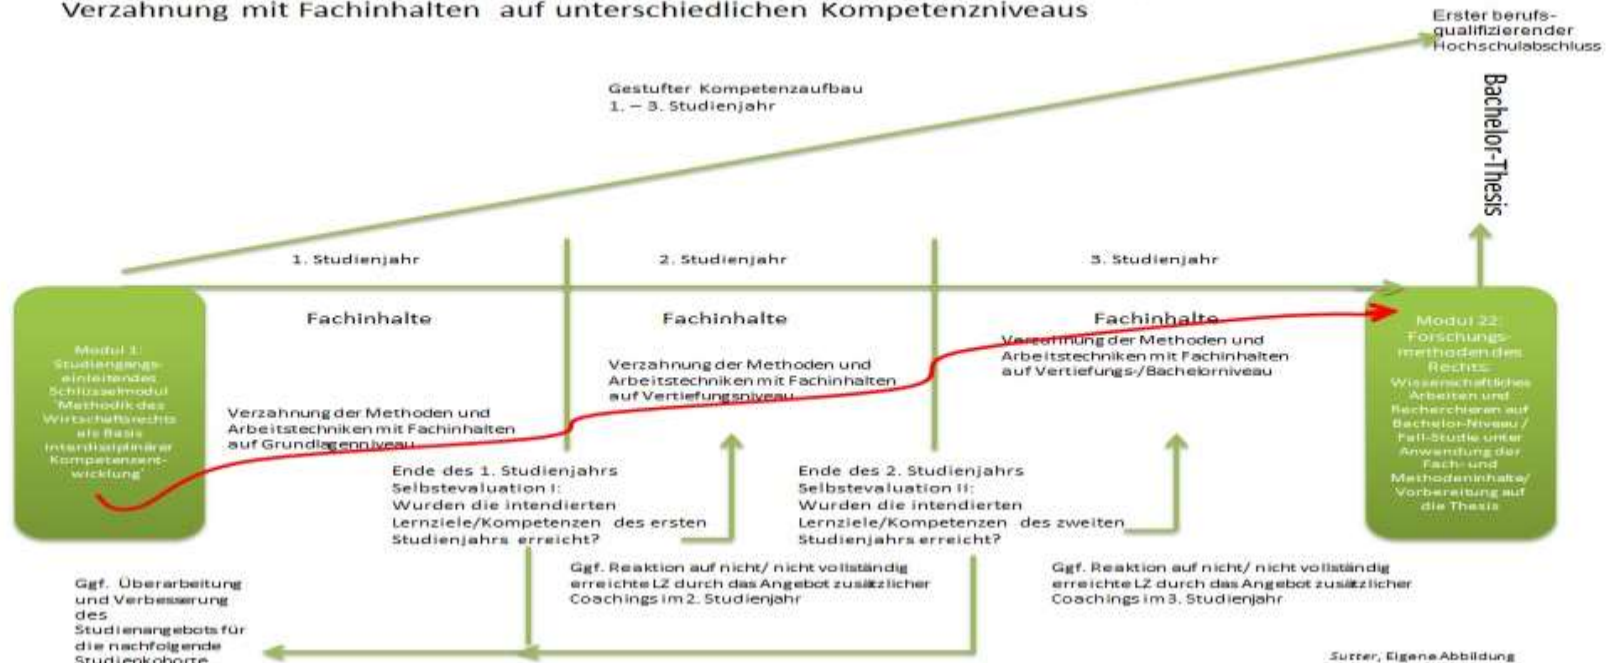 Verzahnung mit Fachinhalten auf unterschiedlichen Kompetenzniveaus
Erster berufs-
qualifizierender
Hochschulabschluss
Gestufter Kompetenzaufbau
1. – 3. Studienjahr
Bachelor-Thesis
1. Studienjahr
2. Studienjahr
3. Studienjahr
Fachinhalte
Fachinhalte
Fachinhalte
Modul 1:
Studiengangs-
einleitendes
Schlüsselmodul
'Methodik des
Wirtschaftsrechts
als Basis
interdisziplinärer
Kompetenzent-
wicklung'
Verzahnung der Methoden und
Arbeitstechniken mit Fachinhalten
auf Grundlagenniveau
Verzahnung der Methoden und
Arbeitstechniken mit Fachinhalten
auf Vertiefungsniveau
Verzahnung der Methoden und
Arbeitstechniken mit Fachinhalten
auf Vertiefungs-/Bachelorniveau
Modul 22:
Forschungs-
methoden des
Rechts:
Wissenschaftliches
Arbeiten und
Recherchieren auf
Bachelor-Niveau /
Fall-Studie unter
Anwendung der
Fach- und
Methodeninhalte/
Vorbereitung auf
die Thesis
Ende des 1. Studienjahrs
Selbstevaluation I:
Wurden die intendierten
Lernziele/Kompetenzen des ersten
Studienjahrs erreicht?
Ende des 2. Studienjahrs
Selbstevaluation II:
Wurden die intendierten
Lernziele/Kompetenzen des zweiten
Studienjahrs erreicht?
Ggf. Reaktion auf nicht/ nicht vollständig
erreichte LZ durch das Angebot zusätzlicher
Coachings im 2. Studienjahr
Ggf. Reaktion auf nicht/ nicht vollständig
erreichte LZ durch das Angebot zusätzlicher
Coachings im 3. Studienjahr
Ggf. Überarbeitung
und Verbesserung
des
Studienangebots für
die nachfolgende
Studienkohorte
Sutter, Eigene Abbildung